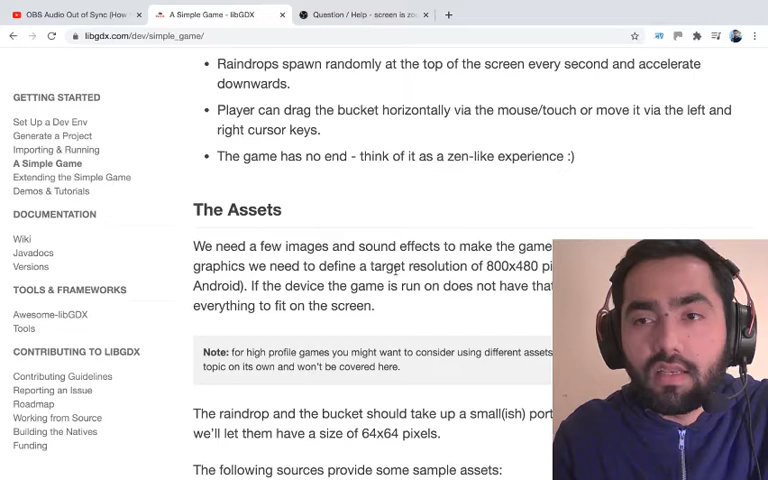 OBS Audio Out of Sync (How
A Simple Game - libGDX
Question / Help - screen is zo
libgdx.com/dev/simple_game/
GETTING STARTED
Set Up a Dev Env
Generate a Project
Importing & Running
A Simple Game
Extending the Simple Game
Demos & Tutorials
DOCUMENTATION
Wiki
Javadocs
Versions
TOOLS & FRAMEWORKS
Awesome-libGDX
Tools
CONTRIBUTING TO LIBGDX
Contributing Guidelines
Reporting an Issue
Roadmap
Working from Source
Building the Natives
Funding
• Raindrops spawn randomly at the top of the screen every second and accelerate
downwards.
• Player can drag the bucket horizontally via the mouse/touch or move it via the left and
right cursor keys.
• The game has no end - think of it as a zen-like experience :)
The Assets
We need a few images and sound effects to make the game
graphics we need to define a target resolution of 800x480 pi
Android). If the device the game is run on does not have that
everything to fit on the screen.
Note: for high profile games you might want to consider using different assets
topic on its own and won't be covered here.
The raindrop and the bucket should take up a small(ish) port
we'll let them have a size of 64x64 pixels.
The following sources provide some sample assets: